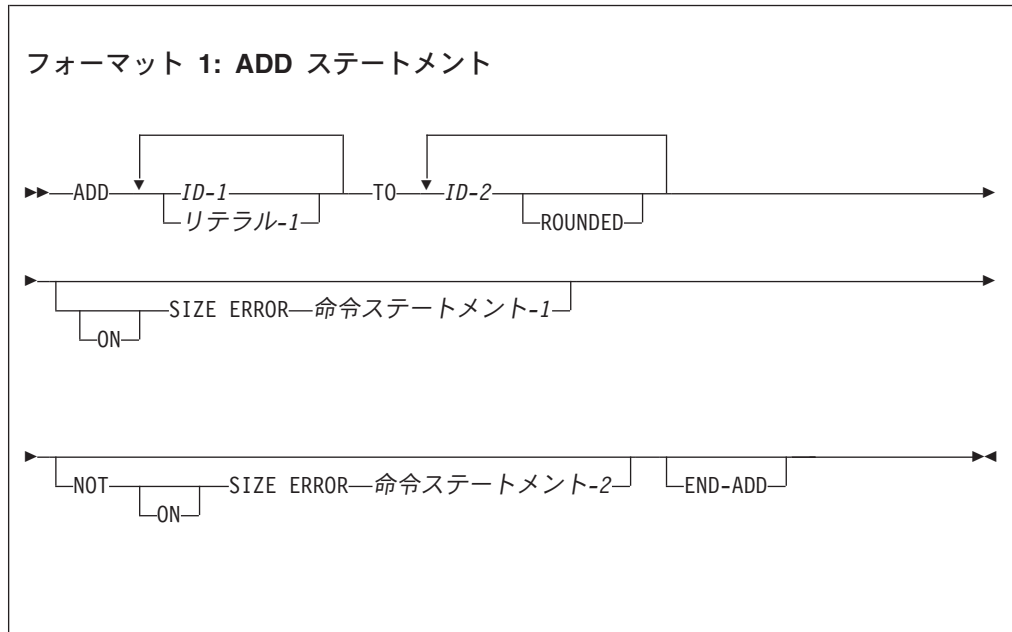 フォーマット 1: ADD ステートメント
ADD ID-1 TO ID-2
リテラル-1 ROUNDED
SIZE ERROR 命令ステートメント-1
ON
NOT SIZE ERROR 命令ステートメント-2 END-ADD
ON